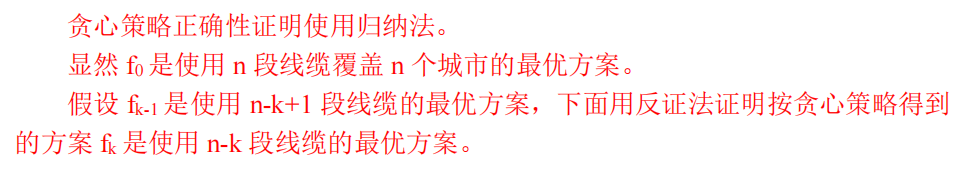 贪心策略正确性证明使用归纳法。
显然 f₀ 是使用 n 段线缆覆盖 n 个城市的最优方案。
假设 fₖ₋₁ 是使用 n-k+1 段线缆的最优方案，下面用反证法证明按贪心策略得到
的方案 fₖ 是使用 n-k 段线缆的最优方案。